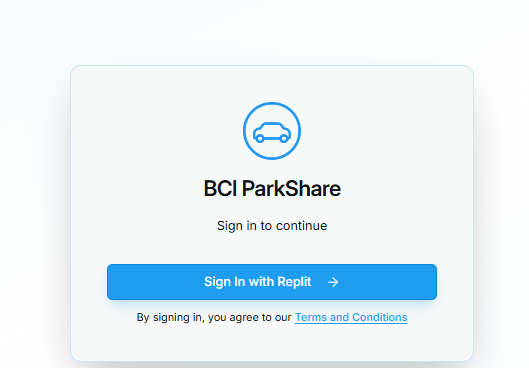 BCI ParkShare
Sign in to continue
Sign In with Replit →
By signing in, you agree to our Terms and Conditions